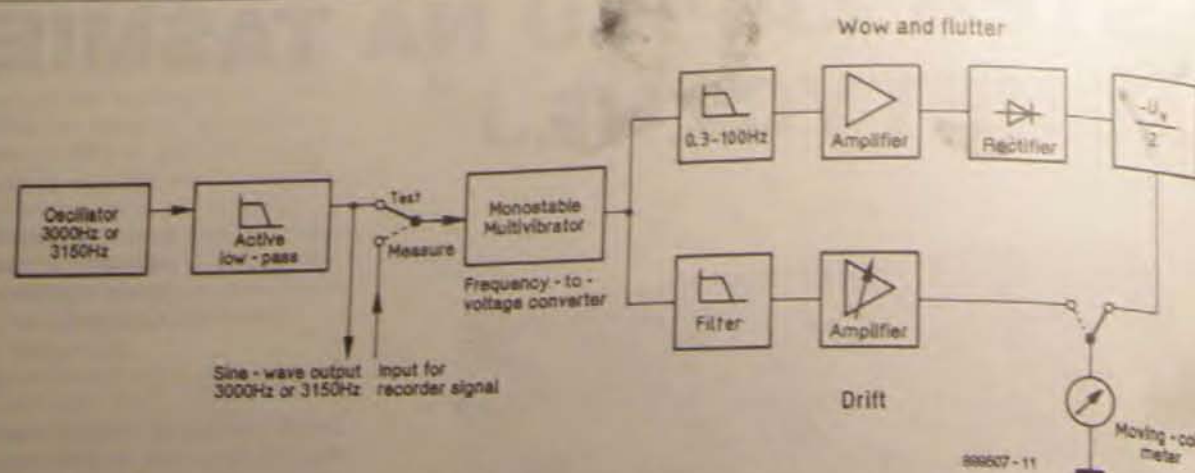 Wow and flutter
Oscillator
3000Hz or
3150Hz
Active
low - pass
Test
Measure
Monostable
Multivibrator
Frequency - to -
voltage converter
0.3-100Hz
Amplifier
Rectifier
-U
2
Filter
Amplifier
Sine - wave output
3000Hz or 3150Hz
Input for
recorder signal
Drift
Moving - co
meter
-11